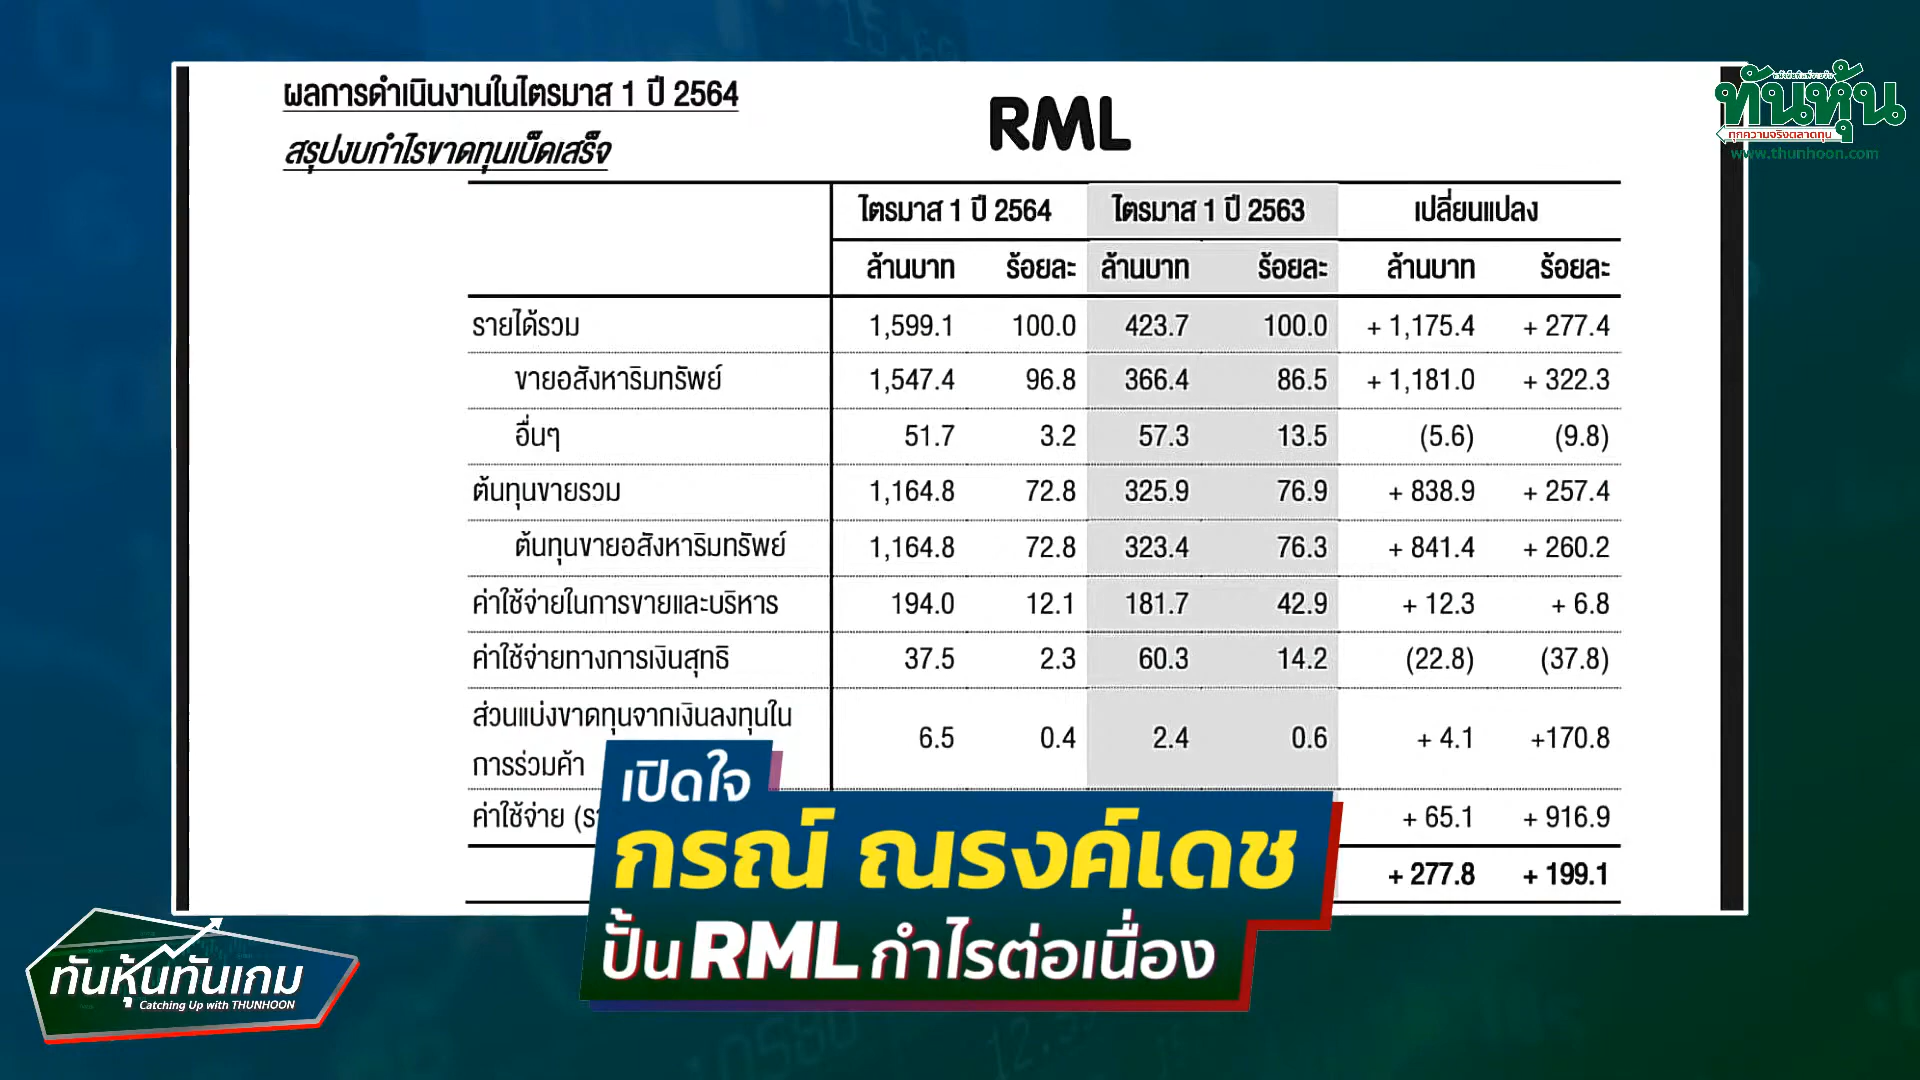 ผลการดำเนินงานในไตรมาส 1 ปี 2564
สรุปงบกำไรขาดทุนเบ็ดเสร็จ
RML
ทันหุ้น
ทุกความจริงตลาดทุน
www.thunhoon.com
ไตรมาส 1 ปี 2564 ไตรมาส 1 ปี 2563 เปลี่ยนแปลง
ล้านบาท ร้อยละ ล้านบาท ร้อยละ ล้านบาท ร้อยละ
รายได้รวม 1,599.1 100.0 423.7 100.0 + 1,175.4 + 277.4
ขายอสังหาริมทรัพย์ 1,547.4 96.8 366.4 86.5 + 1,181.0 + 322.3
อื่นๆ 51.7 3.2 57.3 13.5 (5.6) (9.8)
ต้นทุนขายรวม 1,164.8 72.8 325.9 76.9 + 838.9 + 257.4
ต้นทุนขายอสังหาริมทรัพย์ 1,164.8 72.8 323.4 76.3 + 841.4 + 260.2
ค่าใช้จ่ายในการขายและบริหาร 194.0 12.1 181.7 42.9 + 12.3 + 6.8
ค่าใช้จ่ายทางการเงินสุทธิ 37.5 2.3 60.3 14.2 (22.8) (37.8)
ส่วนแบ่งขาดทุนจากเงินลงทุนใน
การร่วมค้า 6.5 0.4 2.4 0.6 + 4.1 +170.8
ค่าใช้จ่าย + 65.1 + 916.9
+ 277.8 + 199.1
เปิดใจ
กรณ์ ณรงค์เดช
ปั้น RML กำไรต่อเนื่อง
ทันหุ้นทันเกม
Catching Up with THUNHOON